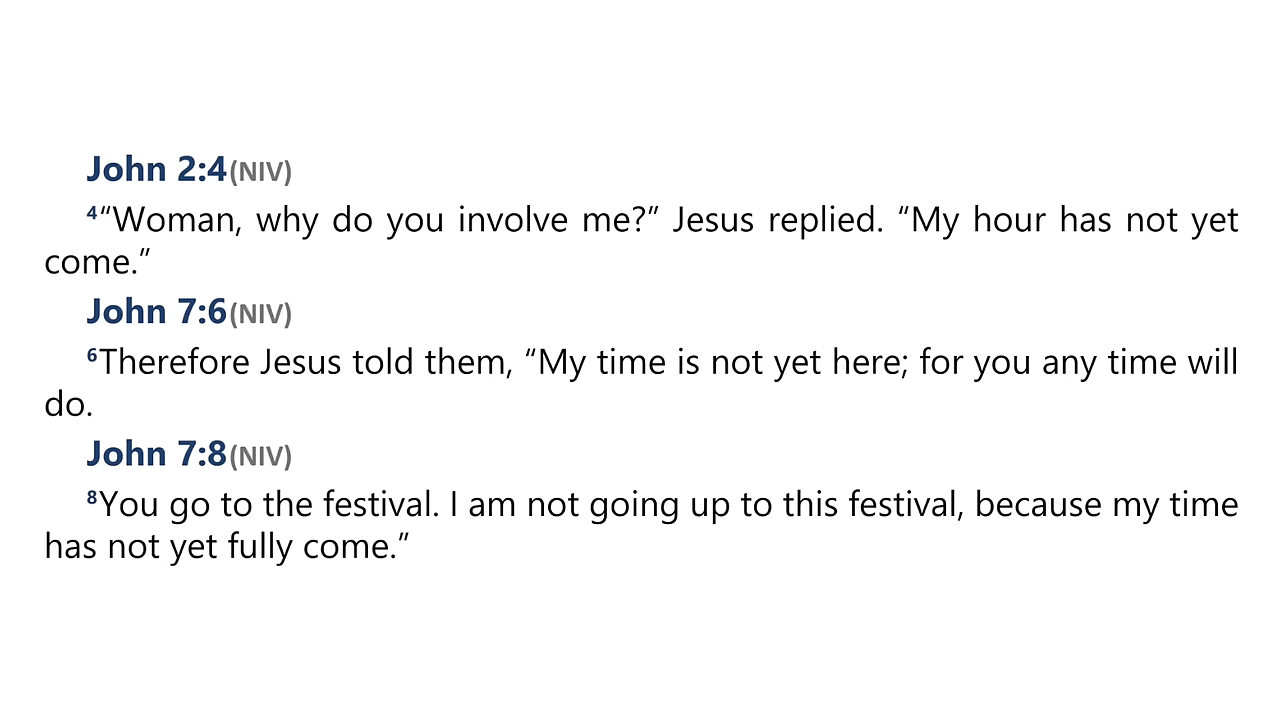 John 2:4(NIV)
4“Woman, why do you involve me?” Jesus replied. “My hour has not yet
come.”
John 7:6(NIV)
6Therefore Jesus told them, “My time is not yet here; for you any time will
do.
John 7:8(NIV)
8You go to the festival. I am not going up to this festival, because my time
has not yet fully come.”